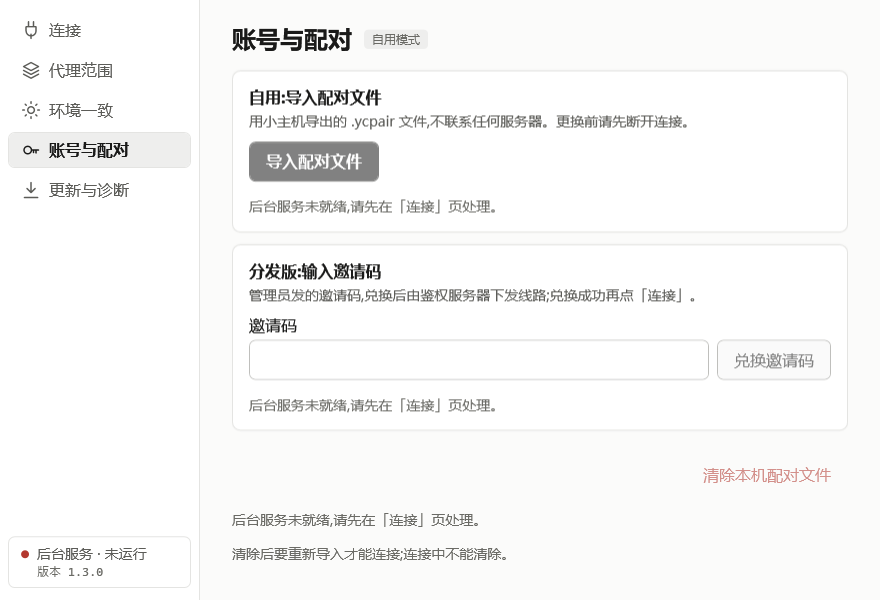 连接
代理范围
环境一致
账号与配对
更新与诊断
后台服务 · 未运行
版本 1.3.0
账号与配对 自用模式
自用:导入配对文件
用小主机导出的 .ycpair 文件,不联系任何服务器。更换前请先断开连接。
导入配对文件
后台服务未就绪,请先在「连接」页处理。
分发版:输入邀请码
管理员发的邀请码,兑换后由鉴权服务器下发线路;兑换成功再点「连接」。
邀请码
兑换邀请码
后台服务未就绪,请先在「连接」页处理。
清除本机配对文件
后台服务未就绪,请先在「连接」页处理。
清除后要重新导入才能连接;连接中不能清除。